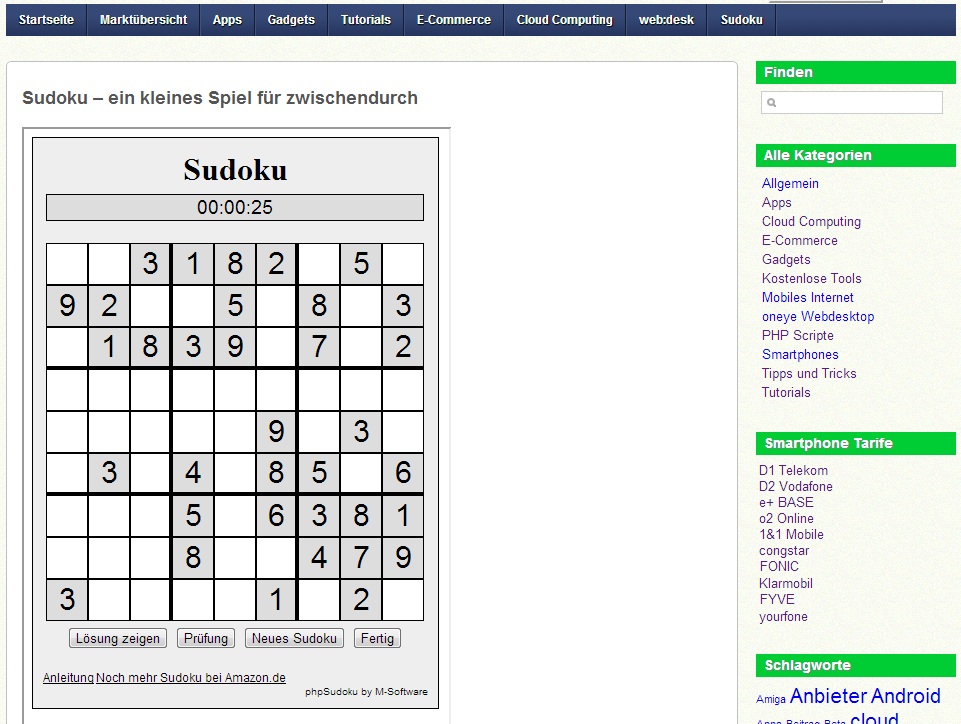 Startseite Marktübersicht Apps Gadgets Tutorials E-Commerce Cloud Computing web:desk Sudoku
Sudoku – ein kleines Spiel für zwischendurch
Sudoku
00:00:25
3 1 8 2 5
9 2 5 8 3
1 8 3 9 7 2
9 3
3 4 8 5 6
5 6 3 8 1
8 4 7 9
3 1 2
Lösung zeigen Prüfung Neues Sudoku Fertig
Anleitung Noch mehr Sudoku bei Amazon.de
phpSudoku by M-Software
Finden
Alle Kategorien
Allgemein
Apps
Cloud Computing
E-Commerce
Gadgets
Kostenlose Tools
Mobiles Internet
oneye Webdesktop
PHP Scripte
Smartphones
Tipps und Tricks
Tutorials
Smartphone Tarife
D1 Telekom
D2 Vodafone
e+ BASE
o2 Online
1&1 Mobile
congstar
FONIC
Klarmobil
FYVE
yourfone
Schlagworte
Amiga Anbieter Android
Apps Beitrag Beta cloud